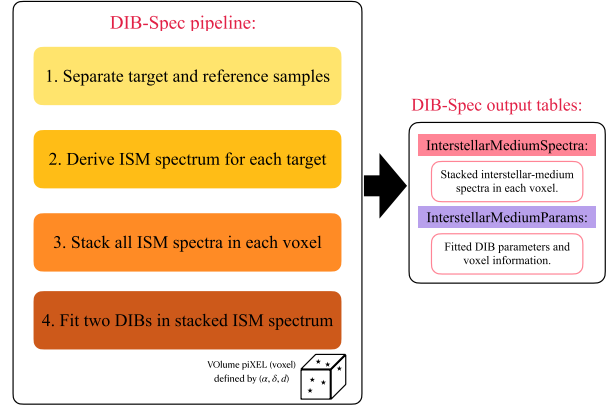 DIB-Spec pipeline:
1. Separate target and reference samples
2. Derive ISM spectrum for each target
3. Stack all ISM spectra in each voxel
4. Fit two DIBs in stacked ISM spectrum
VOlume piXEL (voxel)
defined by (α, δ, d)
DIB-Spec output tables:
InterstellarMediumSpectra:
Stacked interstellar-medium
spectra in each voxel.
InterstellarMediumParams:
Fitted DIB parameters and
voxel information.